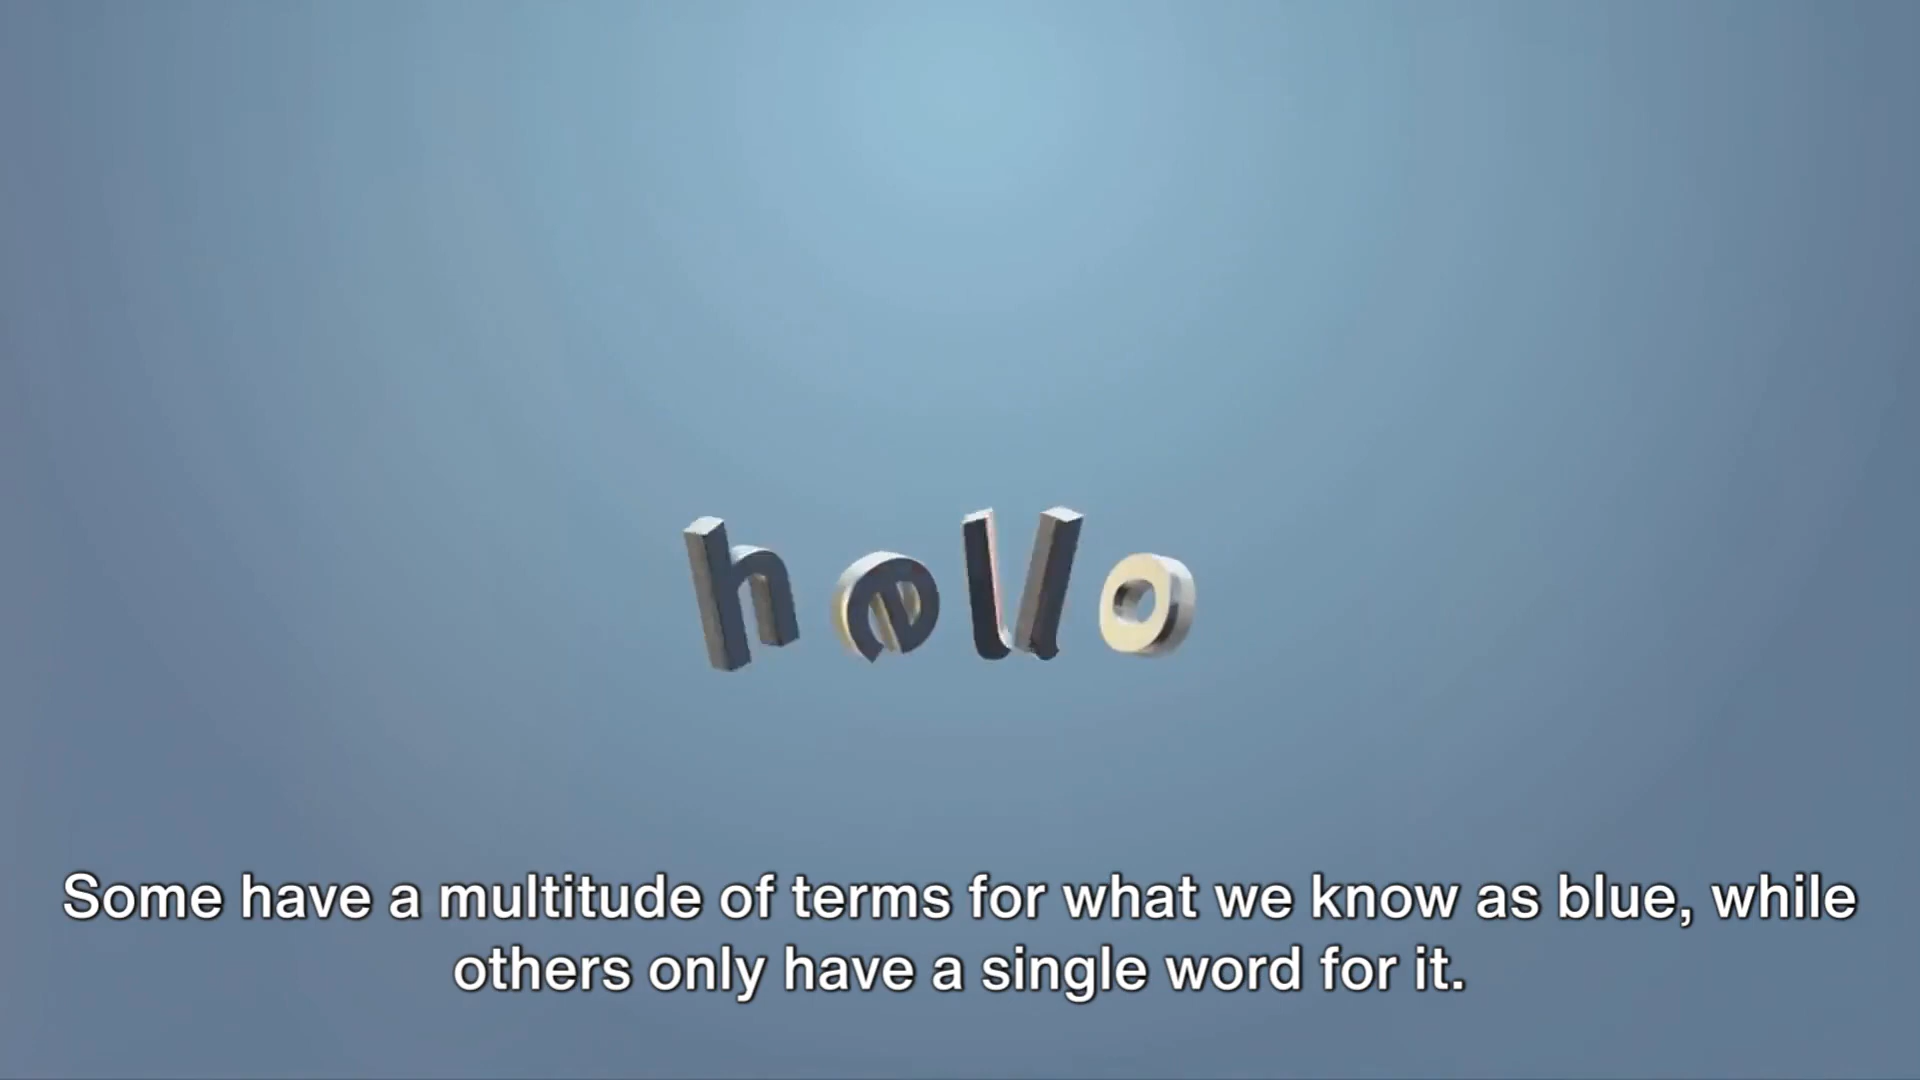 hello
Some have a multitude of terms for what we know as blue, while
others only have a single word for it.